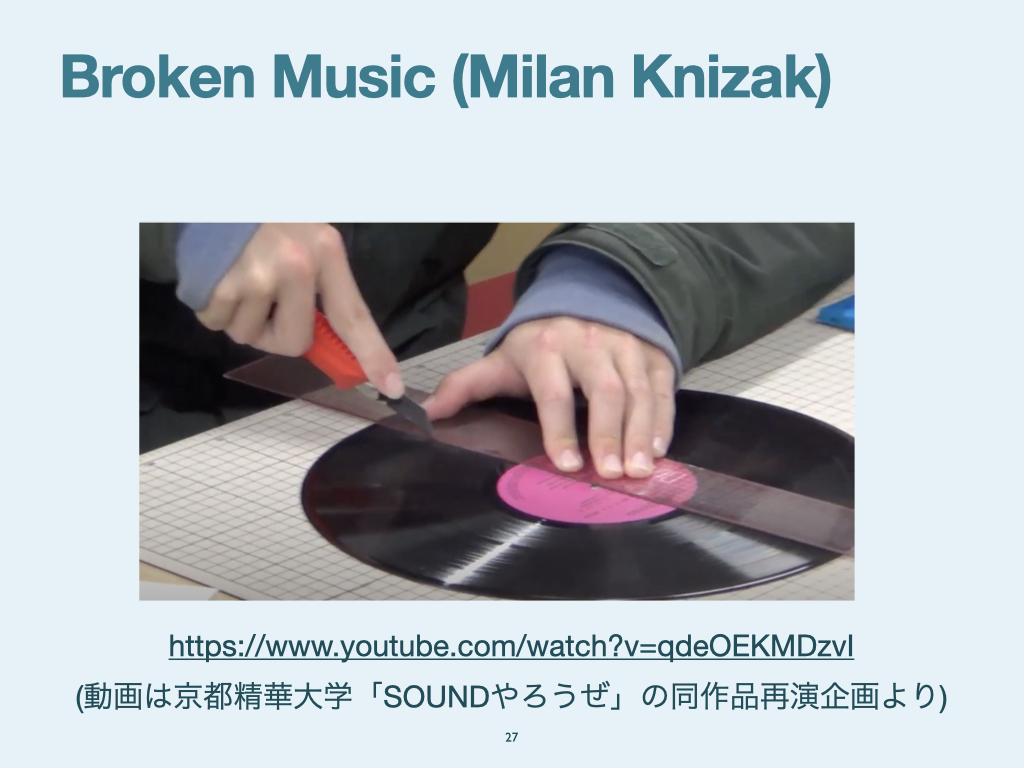 Broken Music (Milan Knizak)
https://www.youtube.com/watch?v=qdeOEKMDzvI
(動画は京都精華大学「SOUNDやろうぜ」の同作品再演企画より)
27